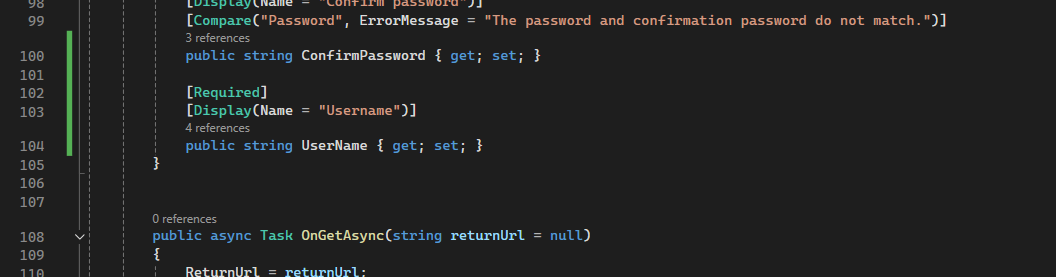 98 [Display(Name = "Confirm password")]
99 [Compare("Password", ErrorMessage = "The password and confirmation password do not match.")]
3 references
100 public string ConfirmPassword { get; set; }
101
102 [Required]
103 [Display(Name = "Username")]
4 references
104 public string UserName { get; set; }
105 }
106
107
0 references
108 public async Task OnGetAsync(string returnUrl = null)
109 {
110 ReturnUrl = returnUrl;